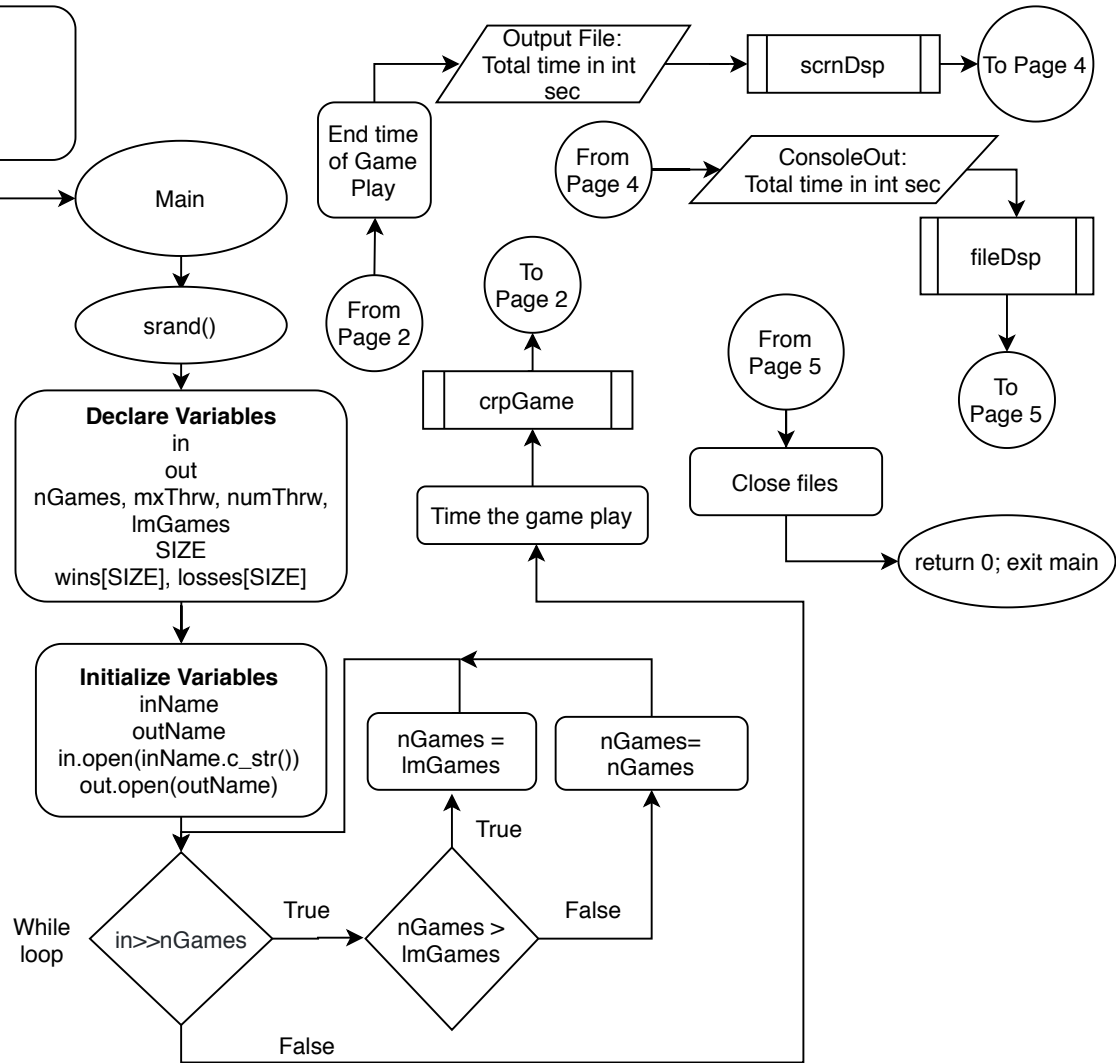 Main
srand()
Declare Variables
in
out
nGames, mxThrw, numThrw,
lmGames
SIZE
wins[SIZE], losses[SIZE]
Initialize Variables
inName
outName
in.open(inName.c_str())
out.open(outName)
While
loop
in>>nGames
True
False
nGames >
lmGames
True
False
nGames =
lmGames
nGames=
nGames
Time the game play
crpGame
To
Page 2
From
Page 2
End time
of Game
Play
Output File:
Total time in int
sec
scrnDsp
To Page 4
From
Page 4
ConsoleOut:
Total time in int sec
fileDsp
To
Page 5
From
Page 5
Close files
return 0; exit main